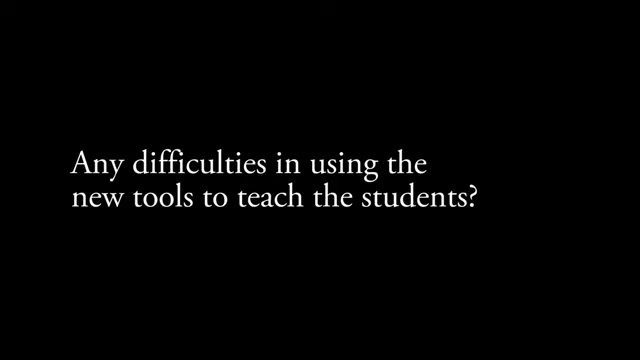 Any difficulties in using the
new tools to teach the students?